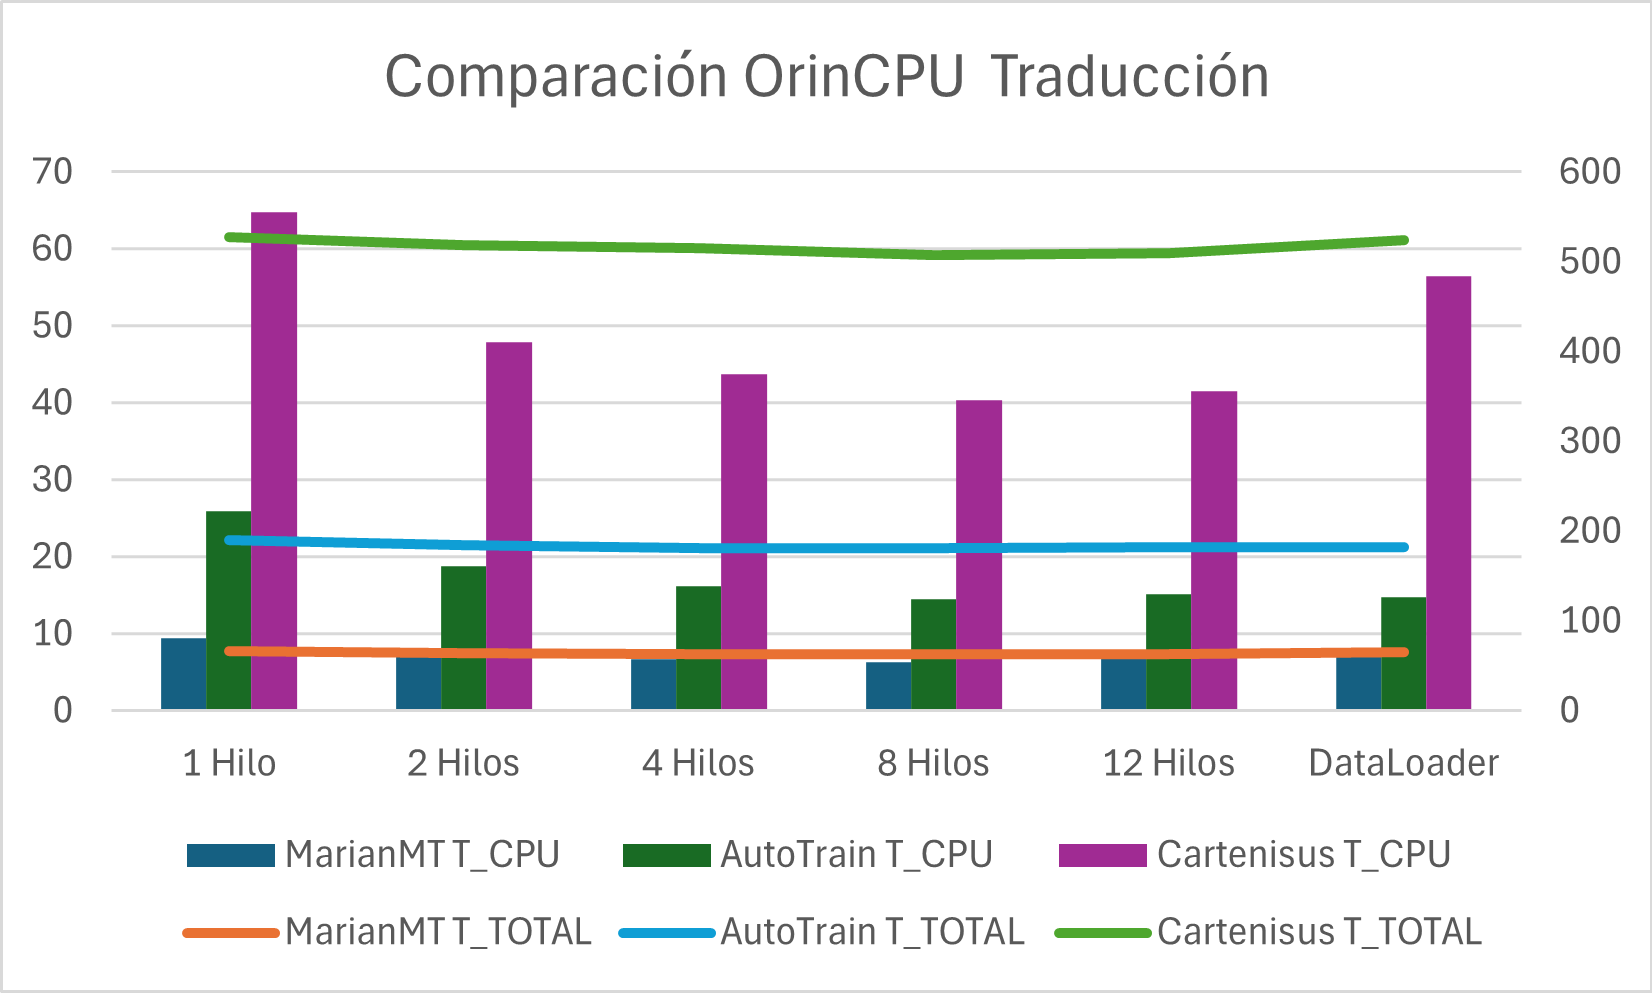 Comparación OrinCPU  Traducción
70
600
60
500
50
400
40
300
30
200
20
100
10
0
0
1 Hilo
2 Hilos
4 Hilos
8 Hilos
12 Hilos
DataLoader
MarianMT T_CPU
AutoTrain T_CPU
Cartenisus T_CPU
MarianMT T_TOTAL
AutoTrain T_TOTAL
Cartenisus T_TOTAL